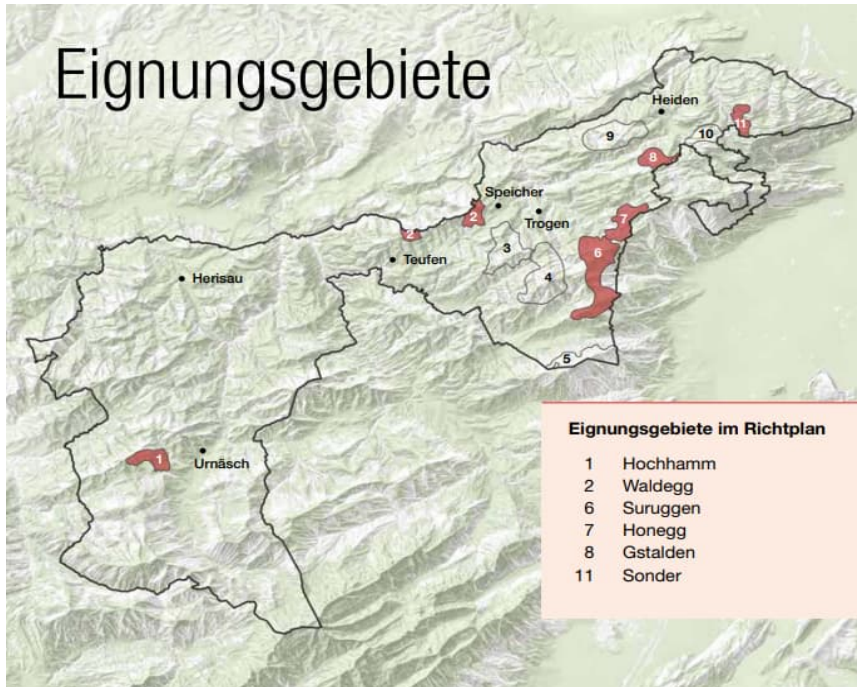 Eignungsgebiete
Heiden
11
9
10
8
Speicher
2
Trogen
7
2
3
6
Teufen
4
Herisau
5
1
Urnäsch
Eignungsgebiete im Richtplan
1 Hochhamm
2 Waldegg
6 Suruggen
7 Honegg
8 Gstalden
11 Sonder